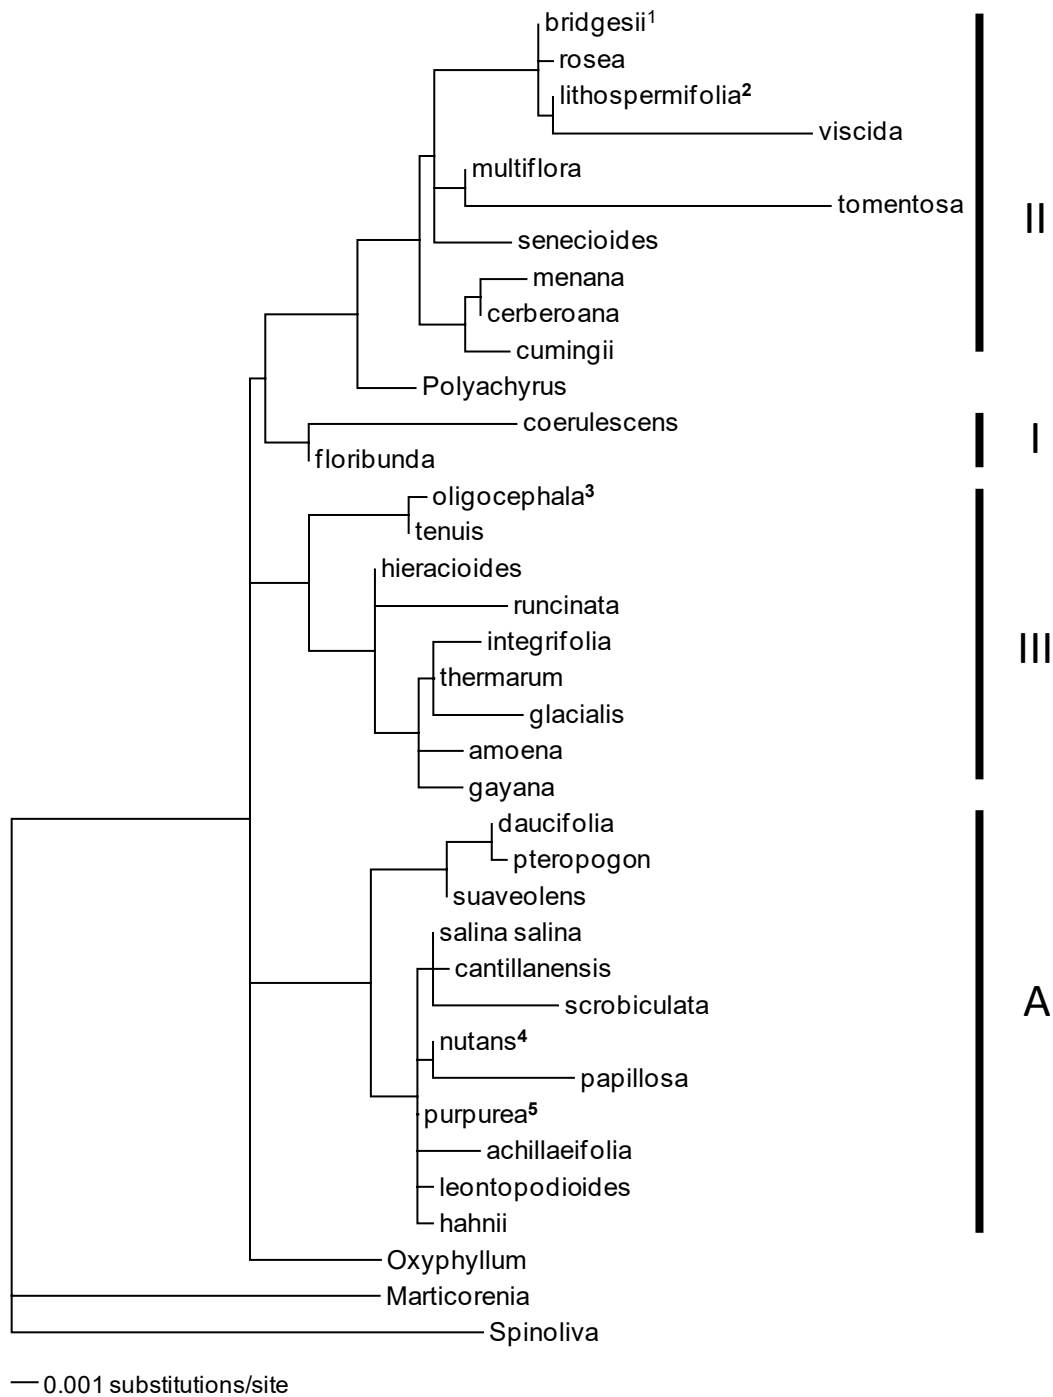 bridgesii¹
rosea
lithospermifolia²
viscida
multiflora
tomentosa
II
senecioides
menana
cerberoana
cumingii
Polyachyrus
coerulescens
I
floribunda
oligocephala³
tenuis
hieracioides
runcinata
integrifolia
III
thermarum
glacialis
amoena
gayana
daucifolia
pteropogon
suaveolens
salina salina
cantillanensis
A
scrobiculata
nutans⁴
papillosa
purpurea⁵
achillaeifolia
leontopodioides
hahnii
Oxyphyllum
Marticorenia
Spinoliva
0.001 substitutions/site